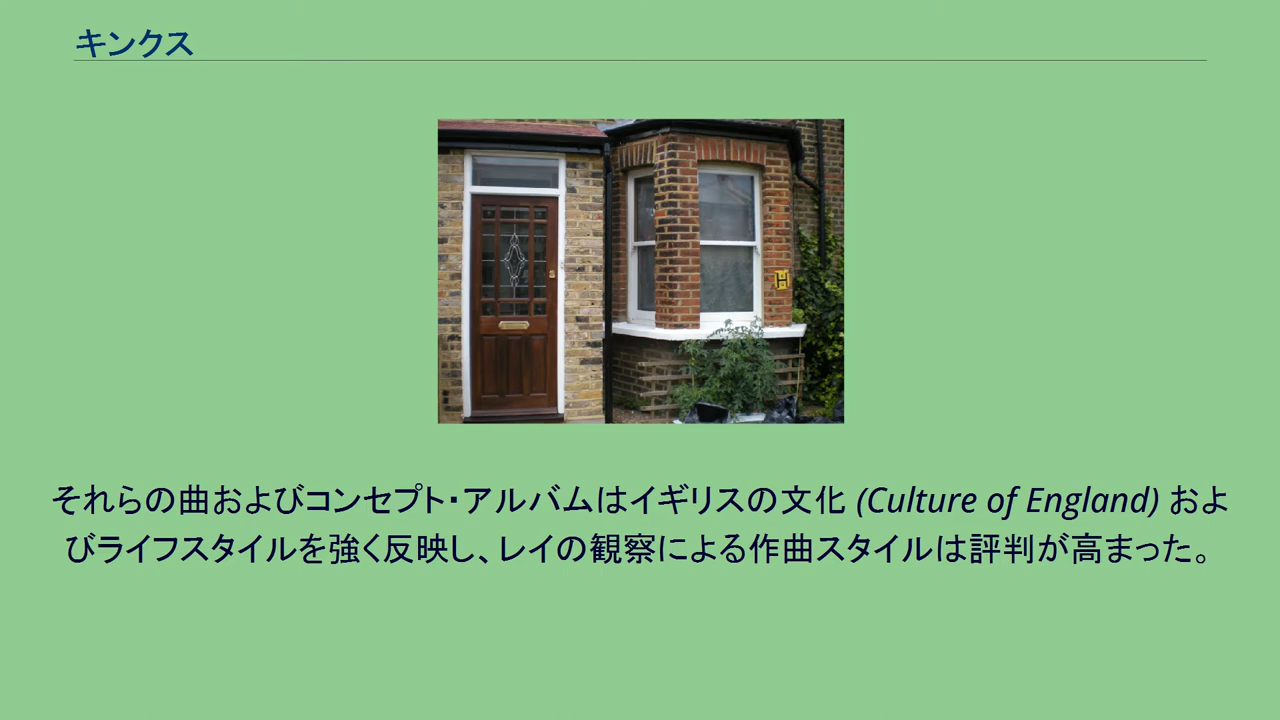 キンクス
H
それらの曲およびコンセプト・アルバムはイギリスの文化 (Culture of England) およ
びライフスタイルを強く反映し、レイの観察による作曲スタイルは評判が高まった。